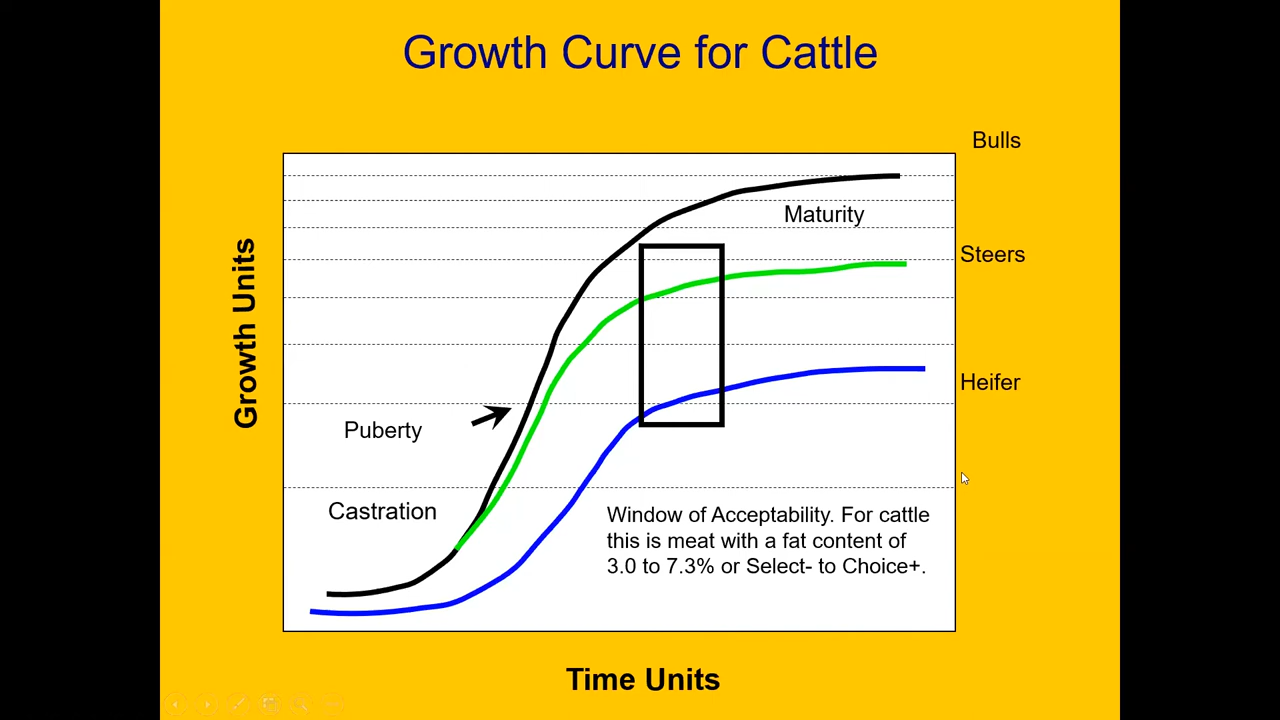 Growth Curve for Cattle
Bulls
Maturity
Steers
Growth Units
Heifer
Puberty
Castration
Window of Acceptability. For cattle
this is meat with a fat content of
3.0 to 7.3% or Select- to Choice+.
Time Units